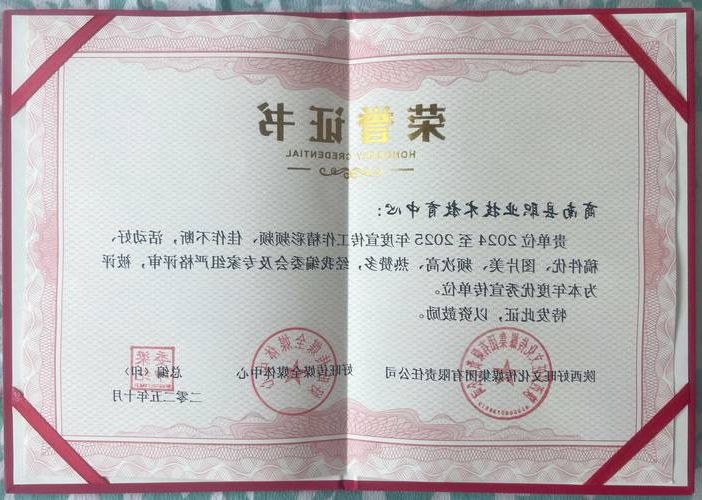 荣誉证书
HONORARY CREDENTIAL
商南县职业技术教育中心：
贵单位2024至2025年度宣传工作精彩频频，佳作不断，活动好、
稿件优、图片美、频次高、热赞多，经我编委会及专家组严格评审，被评
为本年度优秀宣传单位。
特发此证，以资鼓励。
陕西好旺文化传媒集团有限责任公司 好旺传媒全媒体中心 总编（印）
二〇二五年十月